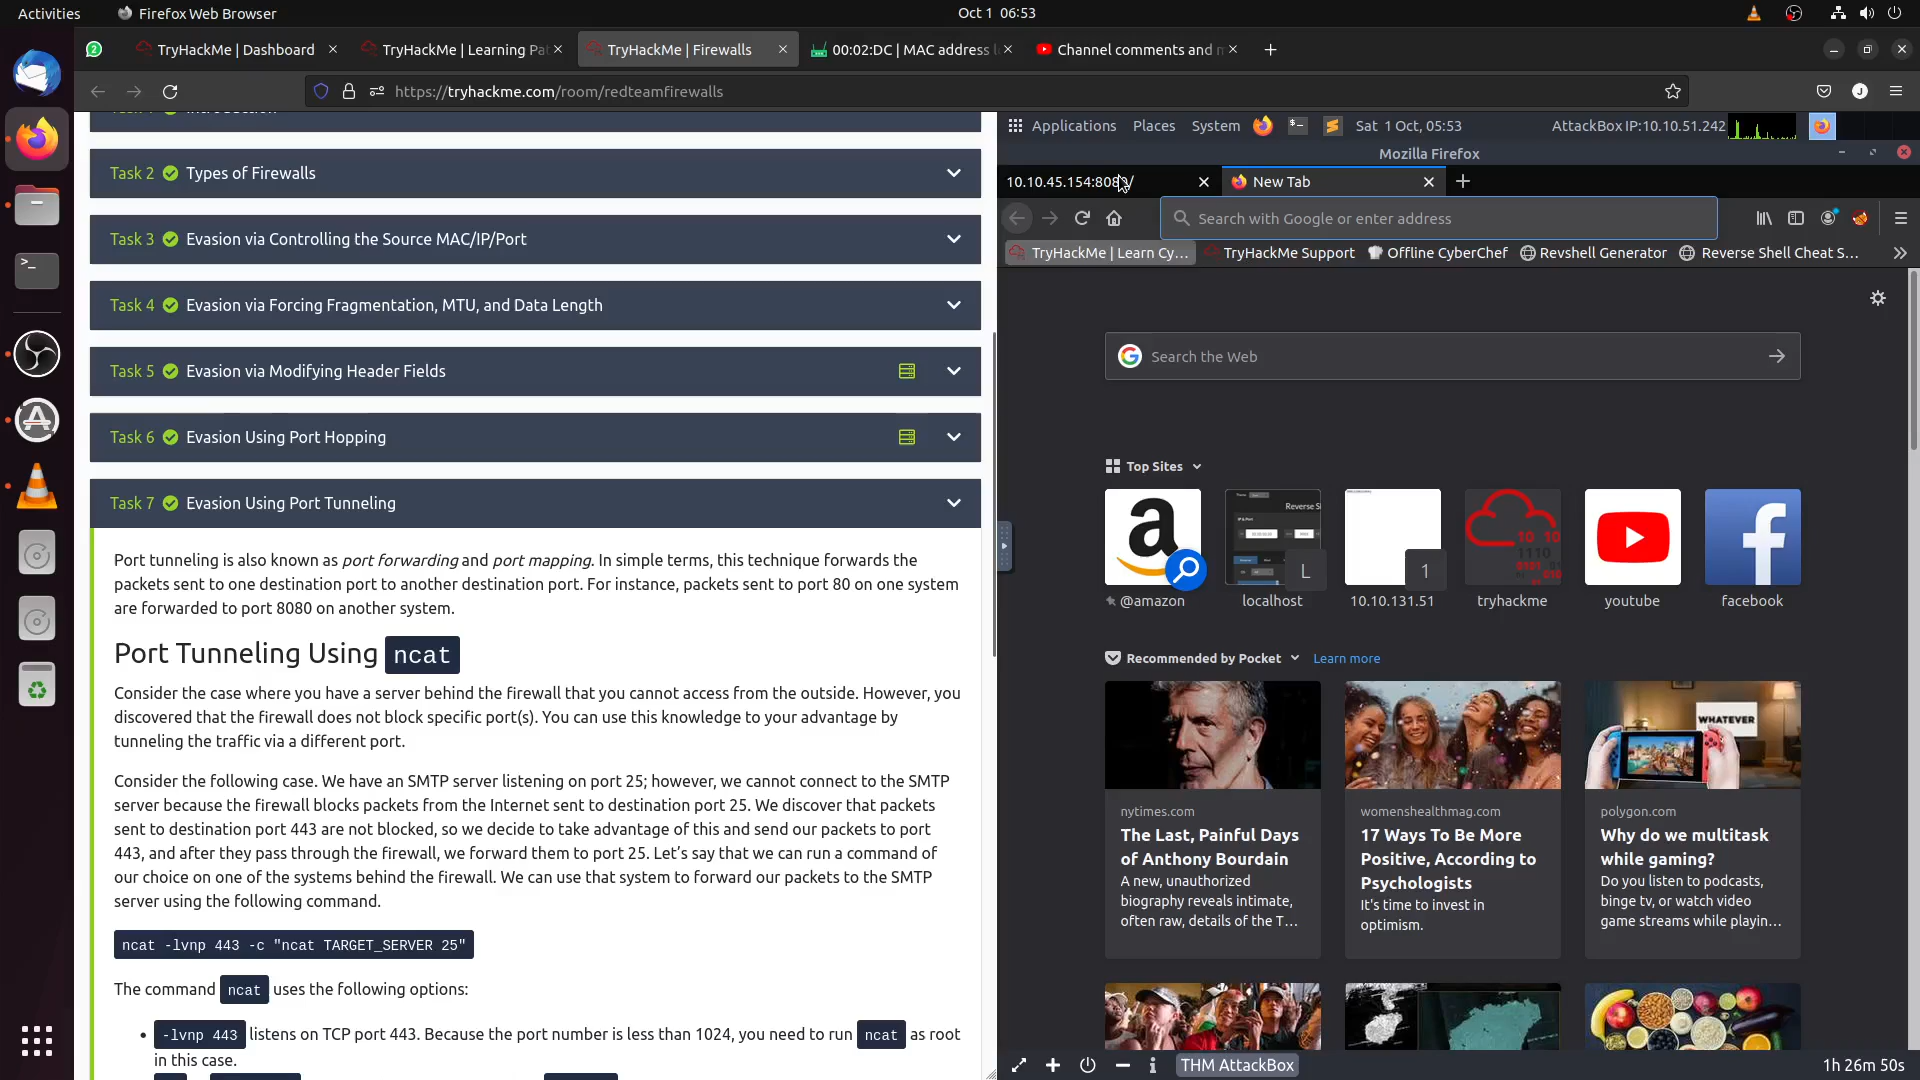 Activities
Firefox Web Browser
Oct 1 06:53
TryHackMe | Dashboard
TryHackMe | Learning Pat
TryHackMe | Firewalls
00:02:DC | MAC address l
Channel comments and m
https://tryhackme.com/room/redteamfirewalls
Task 2 Types of Firewalls
Task 3 Evasion via Controlling the Source MAC/IP/Port
Task 4 Evasion via Forcing Fragmentation, MTU, and Data Length
Task 5 Evasion via Modifying Header Fields
Task 6 Evasion Using Port Hopping
Task 7 Evasion Using Port Tunneling
Port tunneling is also known as port forwarding and port mapping. In simple terms, this technique forwards the
packets sent to one destination port to another destination port. For instance, packets sent to port 80 on one system
are forwarded to port 8080 on another system.
Port Tunneling Using ncat
Consider the case where you have a server behind the firewall that you cannot access from the outside. However, you
discovered that the firewall does not block specific port(s). You can use this knowledge to your advantage by
tunneling the traffic via a different port.
Consider the following case. We have an SMTP server listening on port 25; however, we cannot connect to the SMTP
server because the firewall blocks packets from the Internet sent to destination port 25. We discover that packets
sent to destination port 443 are not blocked, so we decide to take advantage of this and send our packets to port
443, and after they pass through the firewall, we forward them to port 25. Let's say that we can run a command of
our choice on one of the systems behind the firewall. We can use that system to forward our packets to the SMTP
server using the following command.
ncat -lvnp 443 -c "ncat TARGET_SERVER 25"
The command ncat uses the following options:
• -lvnp 443 listens on TCP port 443. Because the port number is less than 1024, you need to run ncat as root
in this case.
Applications Places System
Sat 1 Oct, 05:53
AttackBox IP:10.10.51.242
Mozilla Firefox
10.10.45.154:8080/
New Tab
Search with Google or enter address
TryHackMe | Learn Cy...
TryHackMe Support
Offline CyberChef
Revshell Generator
Reverse Shell Cheat S...
Search the Web
Top Sites
Reverse S
L
1
@amazon
localhost
10.10.131.51
tryhackme
youtube
facebook
Recommended by Pocket
Learn more
WHATEVER
nytimes.com
The Last, Painful Days
of Anthony Bourdain
A new, unauthorized
biography reveals intimate,
often raw, details of the T...
womenshealthmag.com
17 Ways To Be More
Positive, According to
Psychologists
It's time to invest in
optimism.
polygon.com
Why do we multitask
while gaming?
Do you listen to podcasts,
binge tv, or watch video
game streams while playin...
THM AttackBox
1h 26m 50s